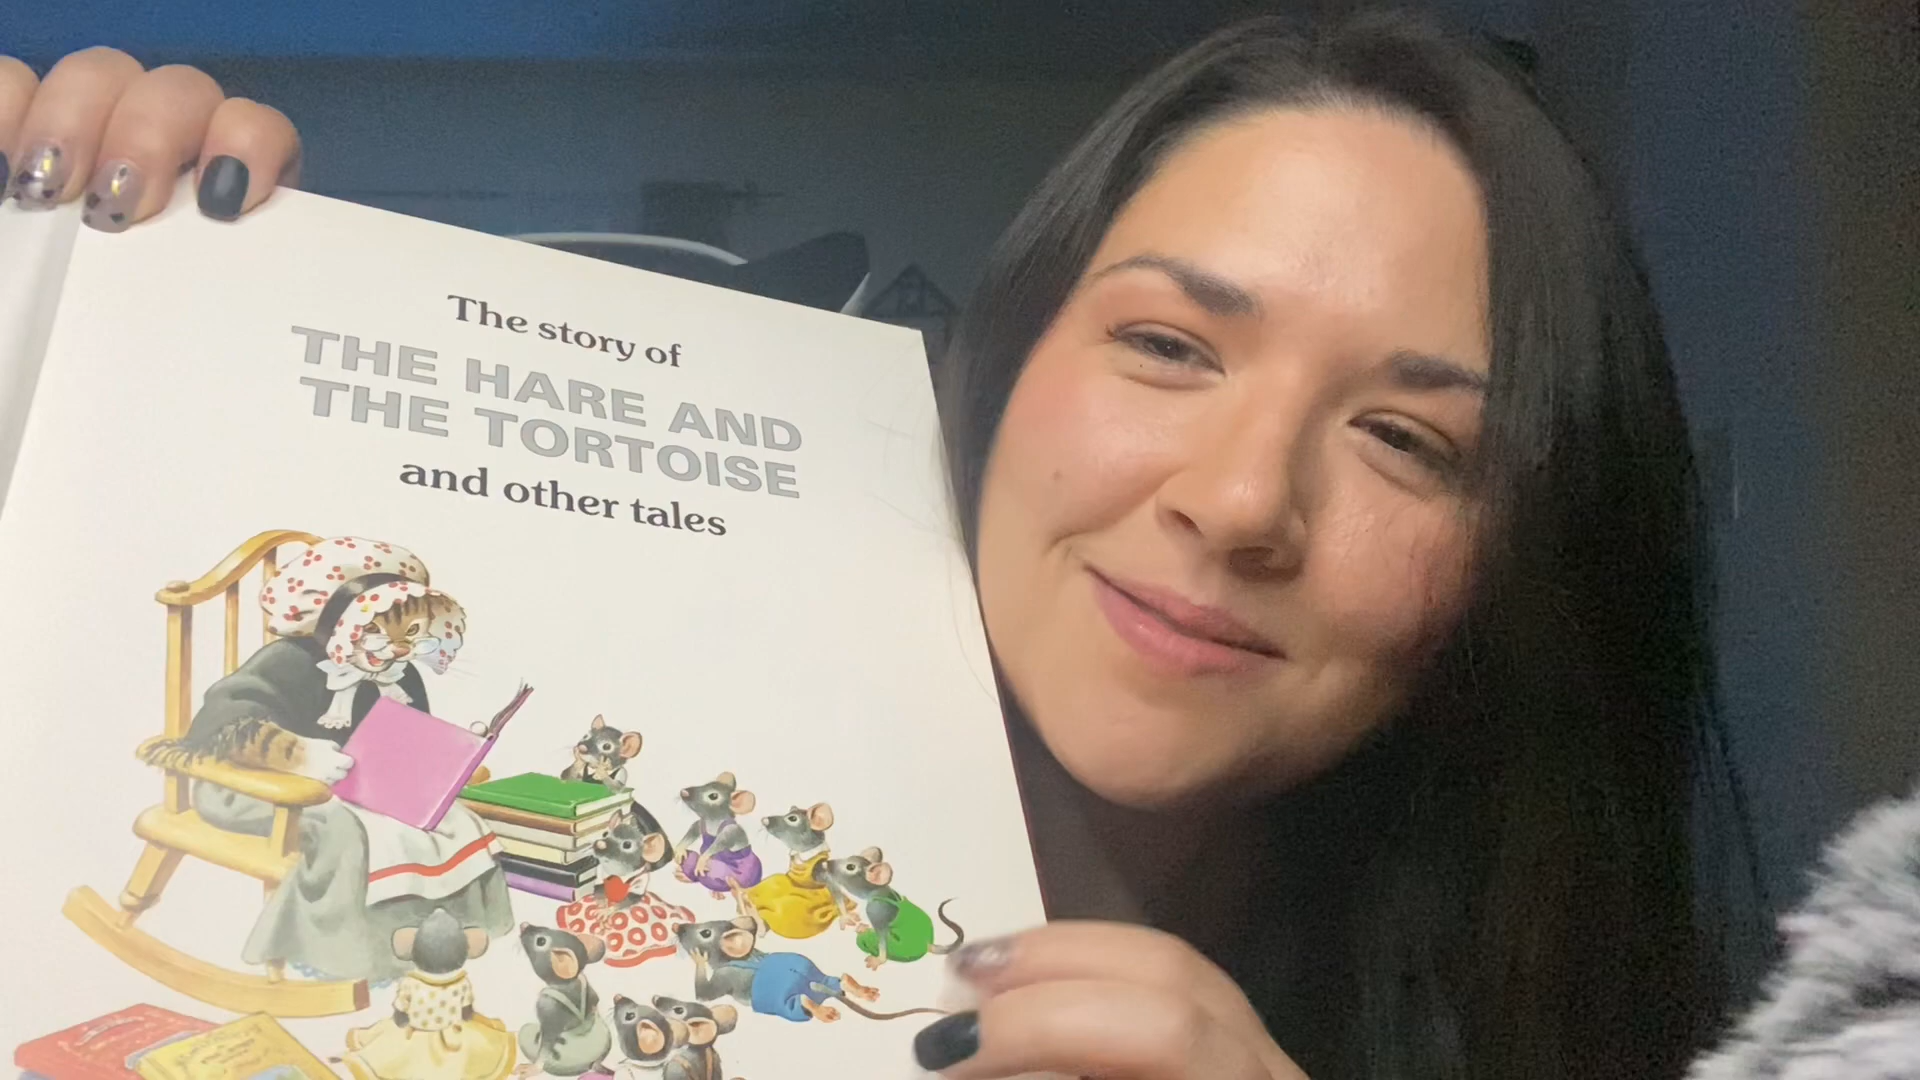 The story of
THE HARE AND
THE TORTOISE
and other tales